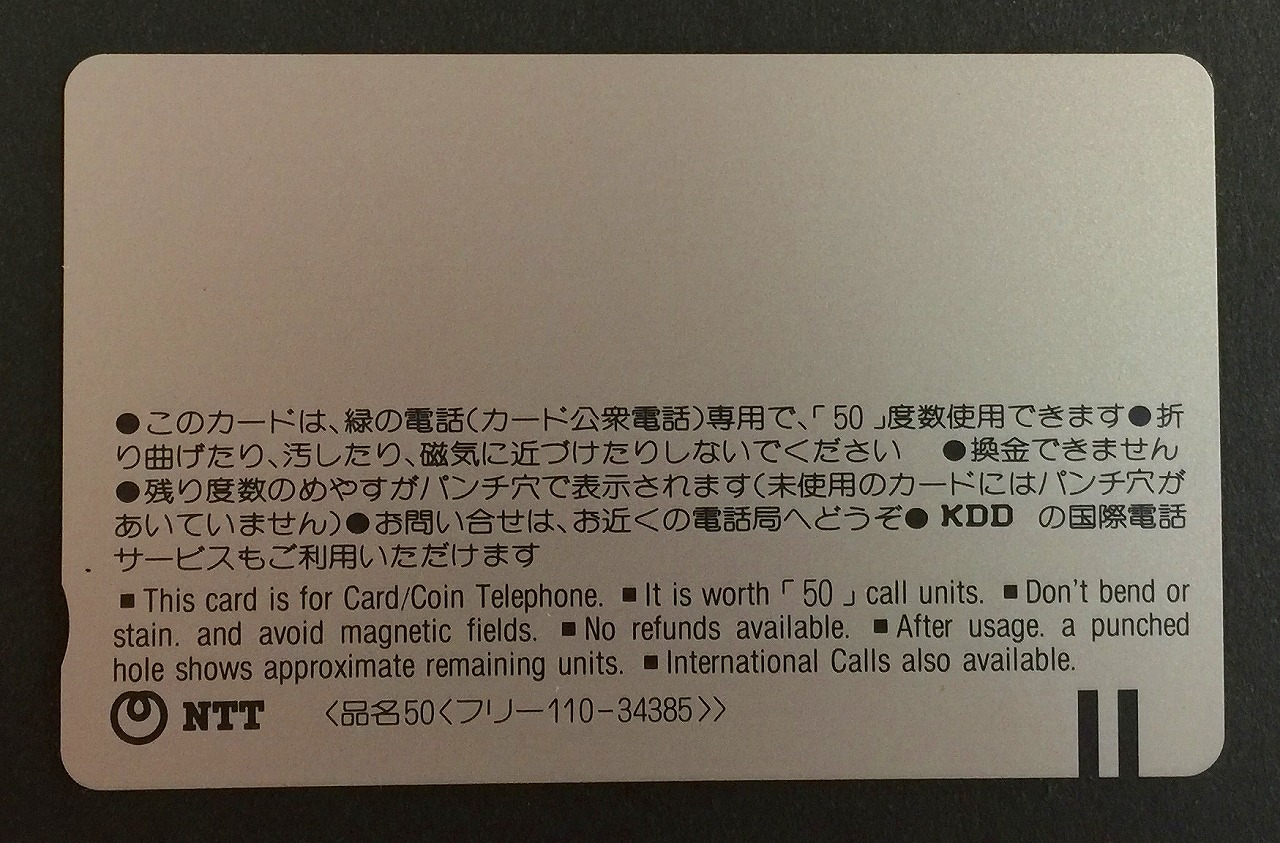 ●このカードは、緑の電話(カード公衆電話)専用で、「50」度数使用できます●折
り曲げたり、汚したり、磁気に近づけたりしないでください　●換金できません
●残り度数のめやすがパンチ穴で表示されます(未使用のカードにはパンチ穴が
あいていません)●お問い合せは、お近くの電話局へどうぞ● KDD の国際電話
サービスもご利用いただけます
■This card is for Card/Coin Telephone. ■It is worth「50」call units. ■Don't bend or
stain. and avoid magnetic fields. ■No refunds available. ■After usage. a punched
hole shows approximate remaining units. ■International Calls also available.
NTT 〈品名50〈フリー110-34385〉〉